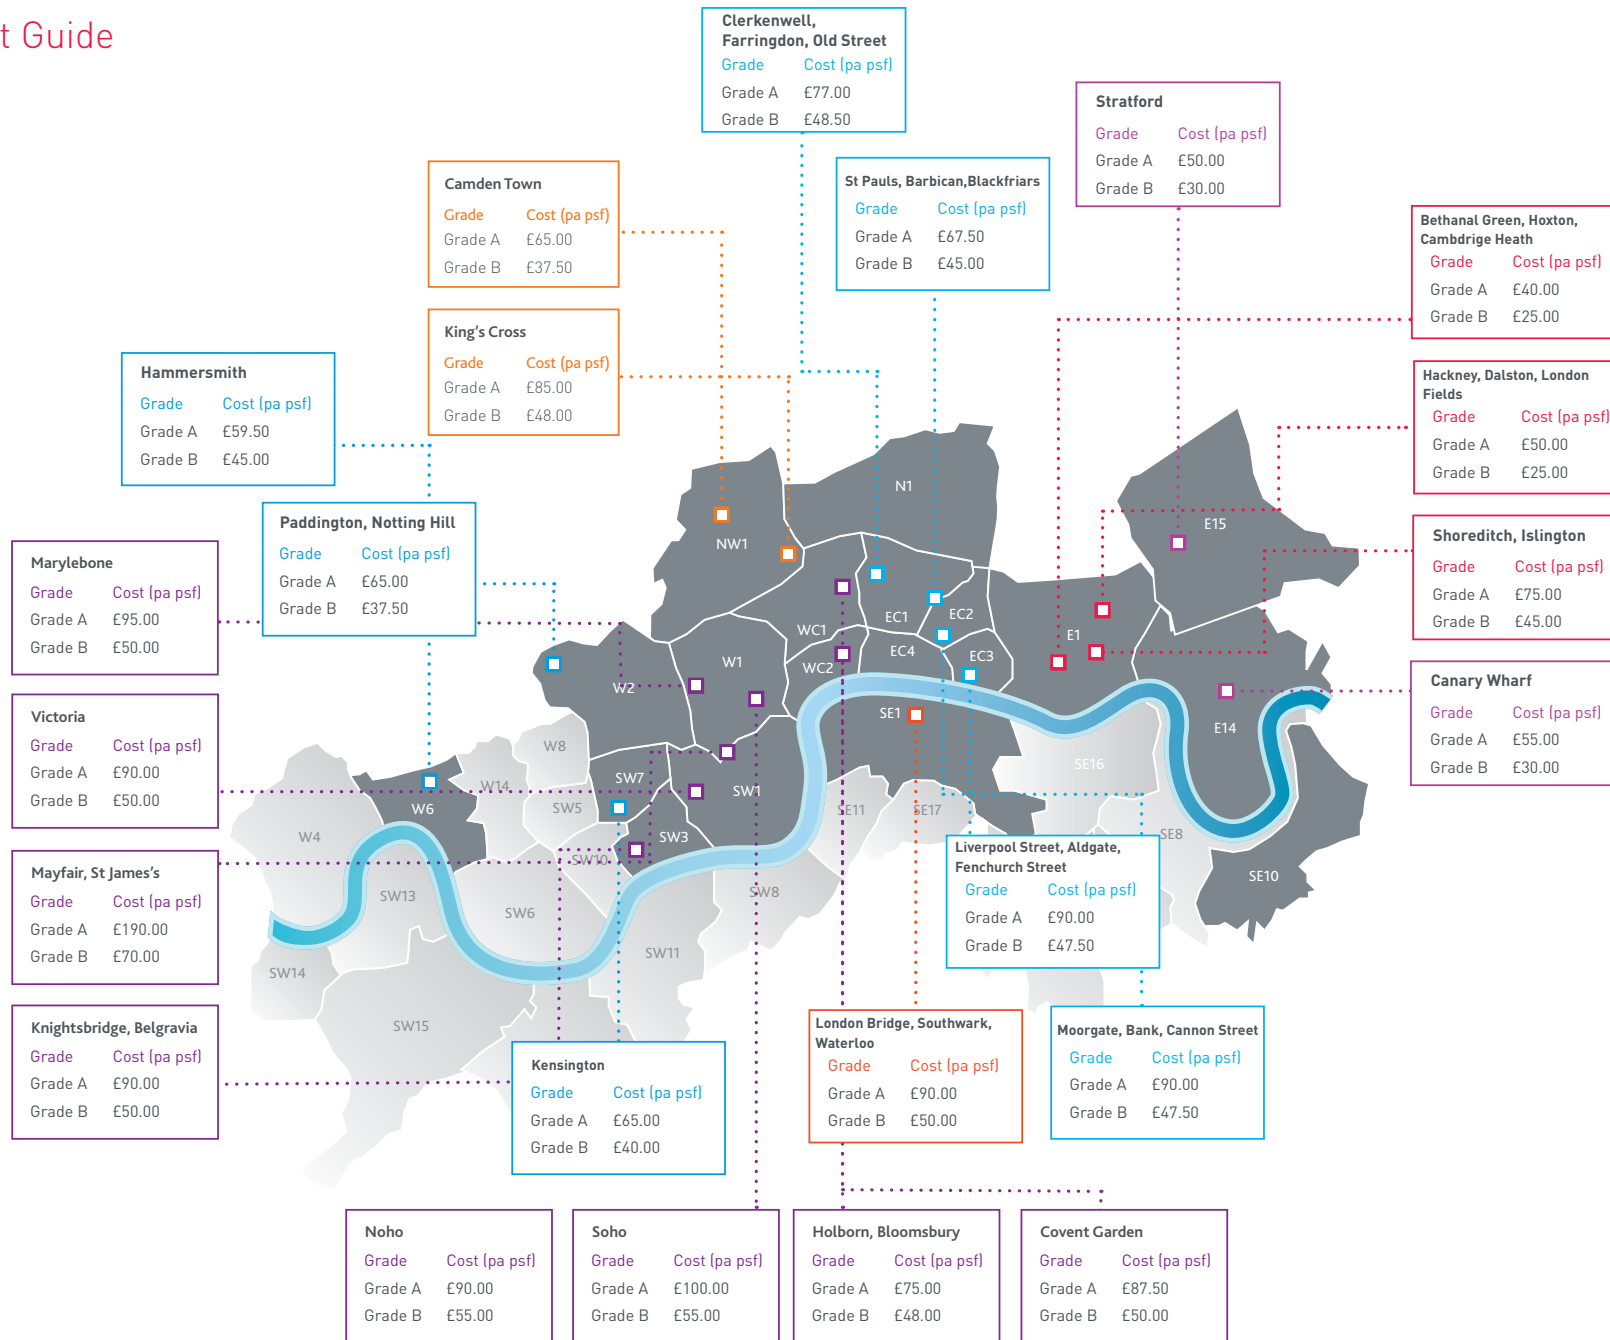 t Guide
Clerkenwell,
Farringdon, Old Street
Grade Cost (pa psf)
Grade A £77.00
Grade B £48.50
Stratford
Grade Cost (pa psf)
Grade A £50.00
Grade B £30.00
Camden Town
Grade Cost (pa psf)
Grade A £65.00
Grade B £37.50
St Pauls, Barbican,Blackfriars
Grade Cost (pa psf)
Grade A £67.50
Grade B £45.00
Bethanal Green, Hoxton,
Cambdrige Heath
Grade Cost (pa psf)
Grade A £40.00
Grade B £25.00
King's Cross
Grade Cost (pa psf)
Grade A £85.00
Grade B £48.00
Hammersmith
Grade Cost (pa psf)
Grade A £59.50
Grade B £45.00
Hackney, Dalston, London
Fields
Grade Cost (pa psf)
Grade A £50.00
Grade B £25.00
Paddington, Notting Hill
Grade Cost (pa psf)
Grade A £65.00
Grade B £37.50
Shoreditch, Islington
Grade Cost (pa psf)
Grade A £75.00
Grade B £45.00
Marylebone
Grade Cost (pa psf)
Grade A £95.00
Grade B £50.00
Canary Wharf
Grade Cost (pa psf)
Grade A £55.00
Grade B £30.00
Victoria
Grade Cost (pa psf)
Grade A £90.00
Grade B £50.00
Mayfair, St James's
Grade Cost (pa psf)
Grade A £190.00
Grade B £70.00
Knightsbridge, Belgravia
Grade Cost (pa psf)
Grade A £90.00
Grade B £50.00
N1
E15
NW1
EC1
EC2
WC1
E1
EC4
EC3
W1
WC2
W2
SE1
E14
W8
SE16
SW7
W14
SW1
W6
SW5
SE11
SE17
W4
SW3
SE8
SW10
SE10
SW13
SW8
SW6
SW11
SW14
SW15
Liverpool Street, Aldgate,
Fenchurch Street
Grade Cost (pa psf)
Grade A £90.00
Grade B £47.50
London Bridge, Southwark,
Waterloo
Grade Cost (pa psf)
Grade A £90.00
Grade B £50.00
Moorgate, Bank, Cannon Street
Grade Cost (pa psf)
Grade A £90.00
Grade B £47.50
Kensington
Grade Cost (pa psf)
Grade A £65.00
Grade B £40.00
Noho
Grade Cost (pa psf)
Grade A £90.00
Grade B £55.00
Soho
Grade Cost (pa psf)
Grade A £100.00
Grade B £55.00
Holborn, Bloomsbury
Grade Cost (pa psf)
Grade A £75.00
Grade B £48.00
Covent Garden
Grade Cost (pa psf)
Grade A £87.50
Grade B £50.00